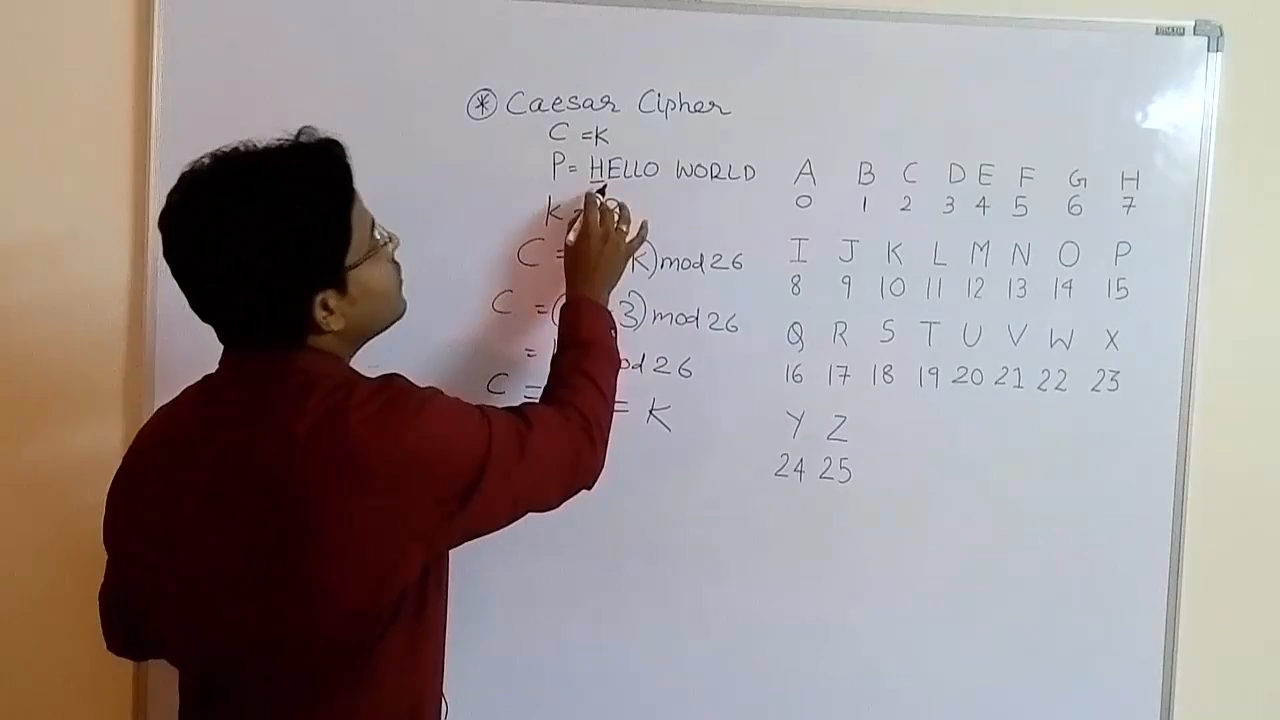 * Caesar Cipher
C = K
P = HELLO WORLD
K =
C = K) mod 26
C = ( 3) mod 26
= mod 26
C = = K
A B C D E F G H
0 1 2 3 4 5 6 7
I J K L M N O P
8 9 10 11 12 13 14 15
Q R S T U V W X
16 17 18 19 20 21 22 23
Y Z
24 25